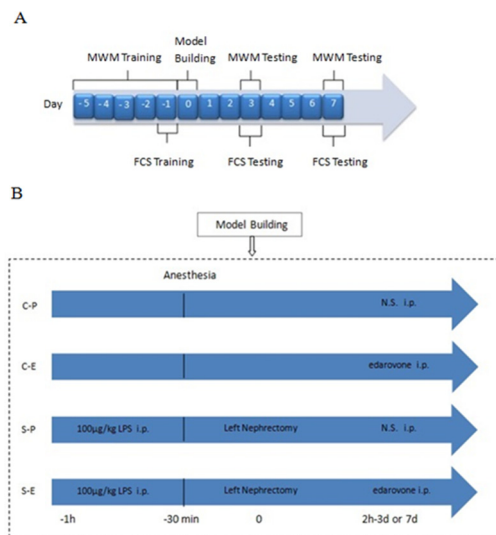 A
MWM Training
Model
Building
MWM Testing
MWM Testing
Day
-5 -4 -3 -2 -1 0 1 2 3 4 5 6 7
FCS Training
FCS Testing
FCS Testing
B
Model Building
Anesthesia
C-P
N.S. i.p.
C-E
edarovone i.p.
S-P
100μg/kg LPS i.p.
Left Nephrectomy
N.S. i.p.
S-E
100μg/kg LPS i.p.
Left Nephrectomy
edarovone i.p.
-1h
-30 min
0
2h-3d or 7d